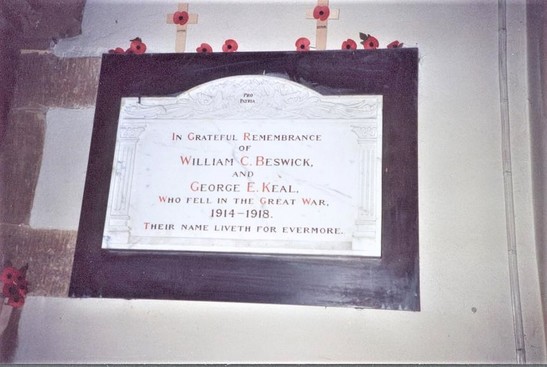 PRO
PATRIA
IN GRATEFUL REMEMBRANCE
OF
WILLIAM C. BESWICK,
AND
GEORGE E. KEAL,
WHO FELL IN THE GREAT WAR,
1914-1918.
THEIR NAME LIVETH FOR EVERMORE.